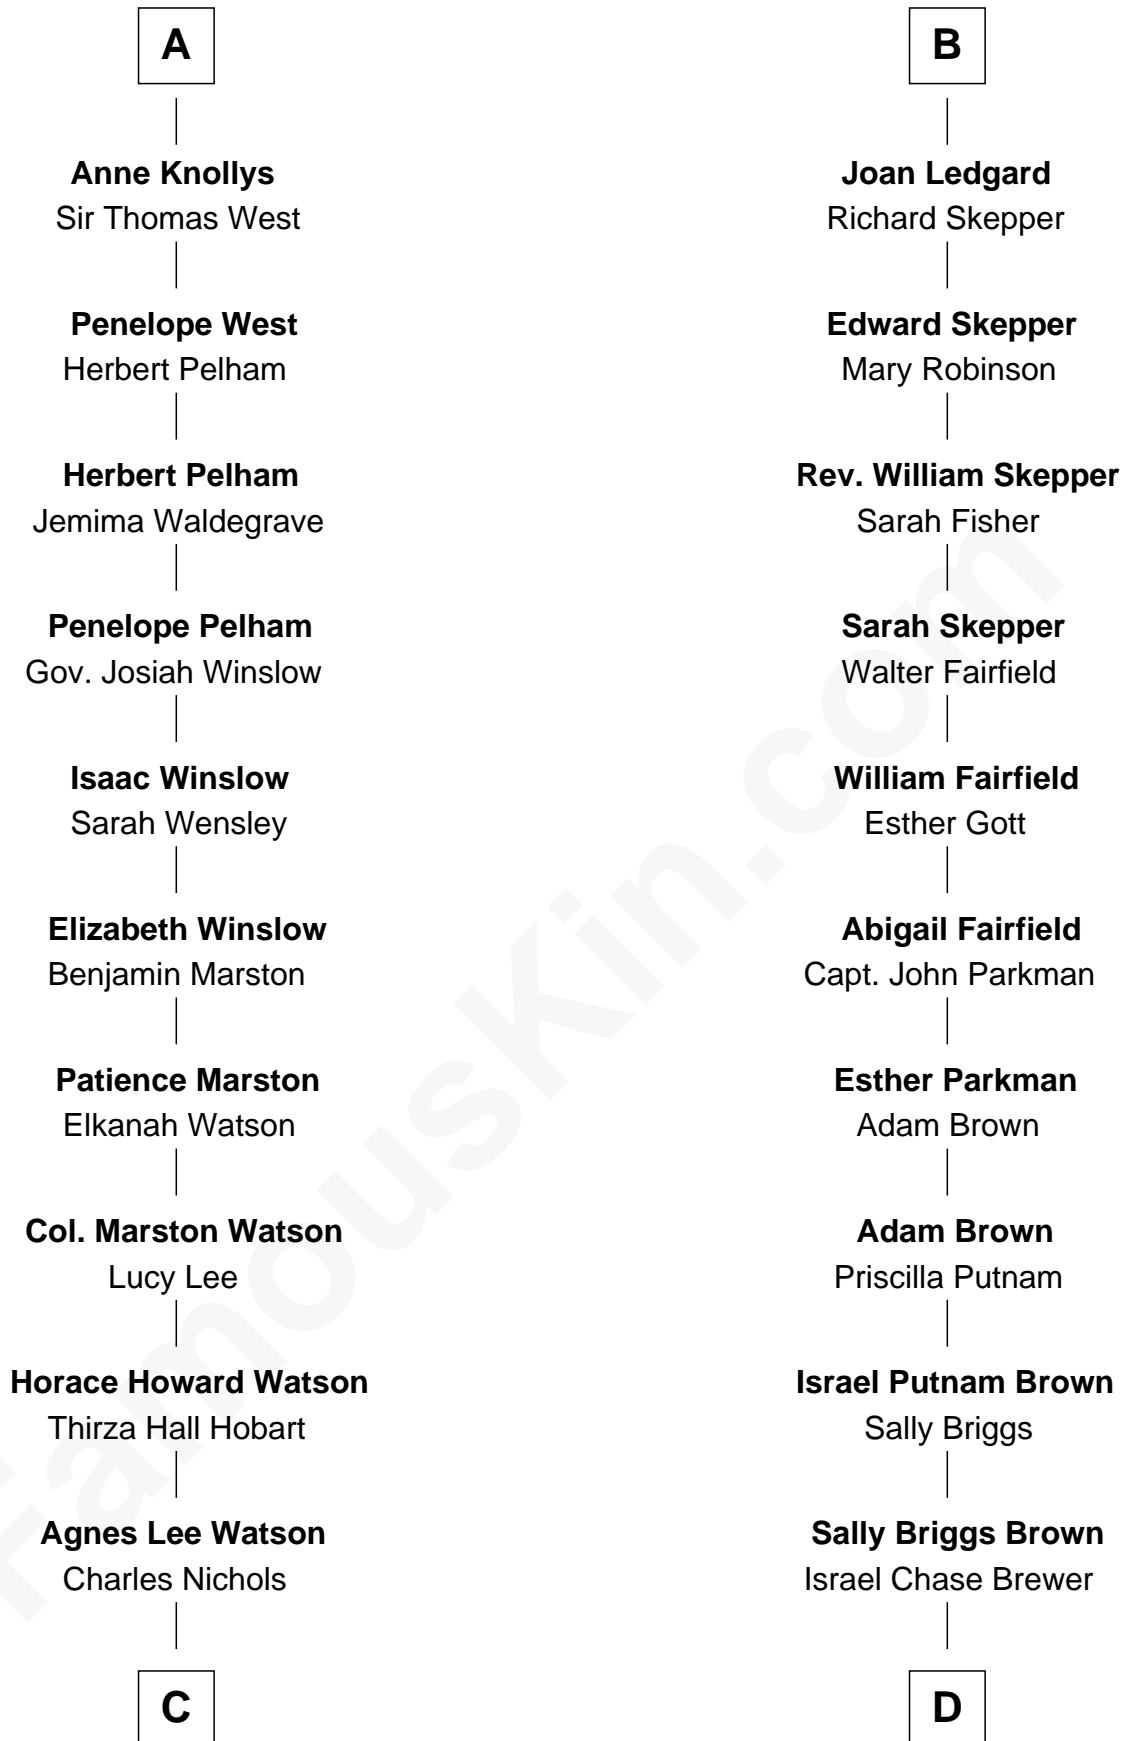 A
Anne Knollys
Sir Thomas West
Penelope West
Herbert Pelham
Herbert Pelham
Jemima Waldegrave
Penelope Pelham
Gov. Josiah Winslow
Isaac Winslow
Sarah Wensley
Elizabeth Winslow
Benjamin Marston
Patience Marston
Elkanah Watson
Col. Marston Watson
Lucy Lee
Horace Howard Watson
Thirza Hall Hobart
Agnes Lee Watson
Charles Nichols
C
B
Joan Ledgard
Richard Skepper
Edward Skepper
Mary Robinson
Rev. William Skepper
Sarah Fisher
Sarah Skepper
Walter Fairfield
William Fairfield
Esther Gott
Abigail Fairfield
Capt. John Parkman
Esther Parkman
Adam Brown
Adam Brown
Priscilla Putnam
Israel Putnam Brown
Sally Briggs
Sally Briggs Brown
Israel Chase Brewer
D
FamousKin.com